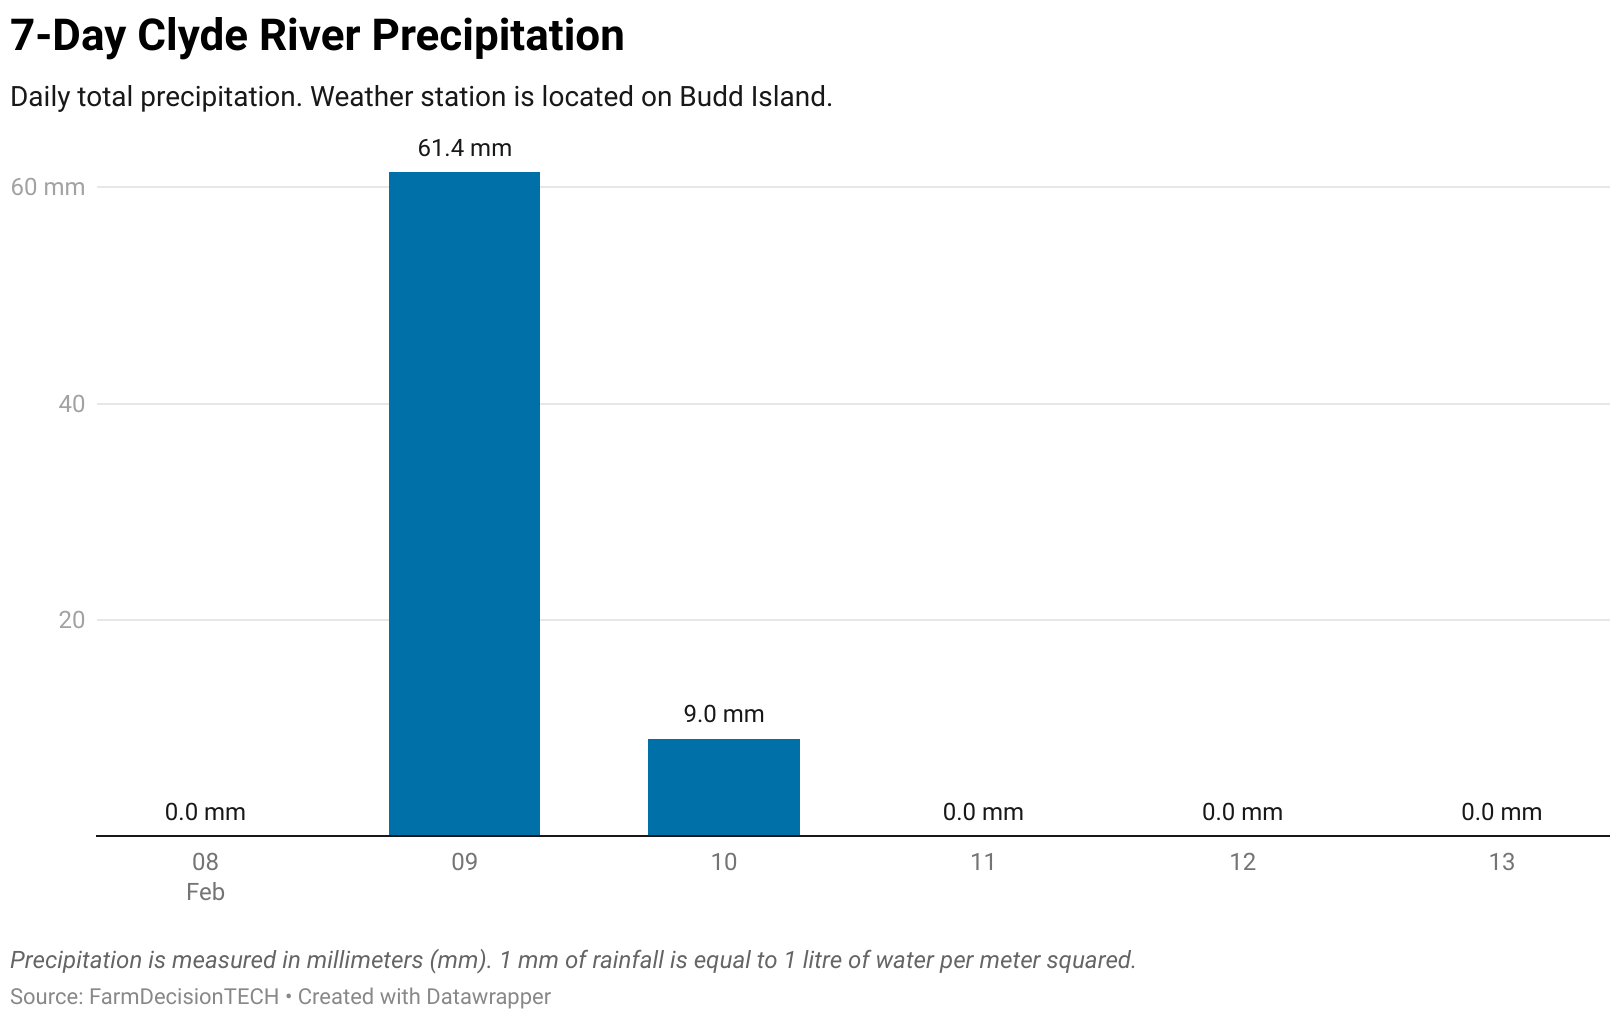 7-Day Clyde River Precipitation
Daily total precipitation. Weather station is located on Budd Island.
61.4 mm
60 mm
40
20
9.0 mm
0.0 mm
0.0 mm
0.0 mm
0.0 mm
08
09
10
11
12
13
Feb
Precipitation is measured in millimeters (mm). 1 mm of rainfall is equal to 1 litre of water per meter squared.
Source: FarmDecisionTECH • Created with Datawrapper